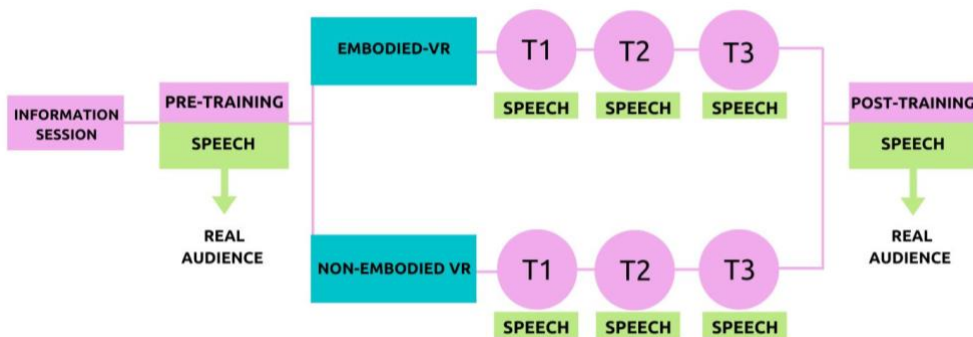 INFORMATION
SESSION
PRE-TRAINING
SPEECH
REAL
AUDIENCE
EMBODIED-VR
T1
T2
T3
SPEECH
SPEECH
SPEECH
NON-EMBODIED VR
T1
T2
T3
SPEECH
SPEECH
SPEECH
POST-TRAINING
SPEECH
REAL
AUDIENCE